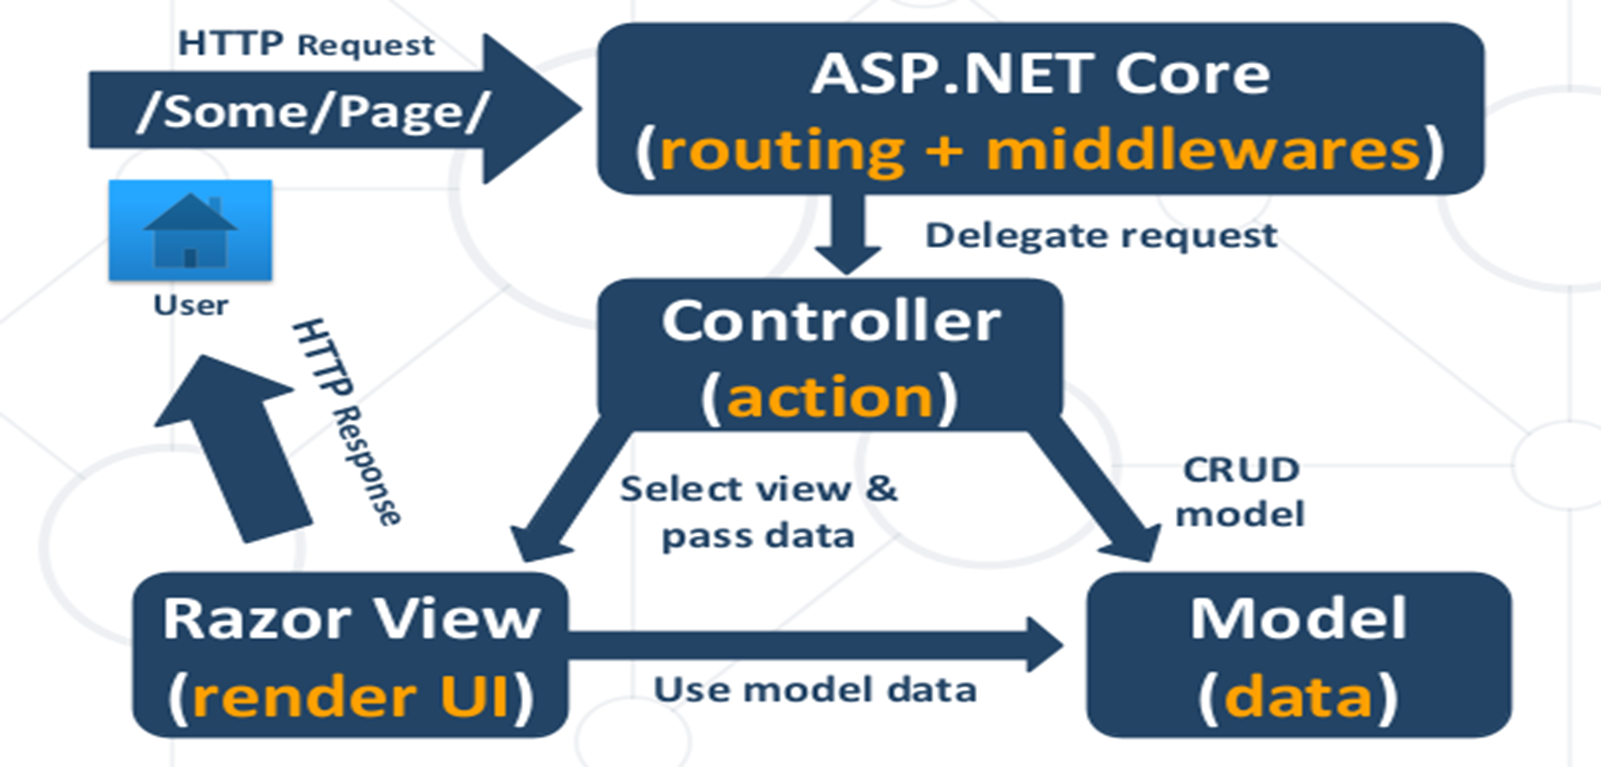 HTTP Request
/Some/Page/
ASP.NET Core
(routing + middlewares)
User
Delegate request
Controller
(action)
HTTP Response
Select view &
pass data
CRUD
model
Razor View
(render UI)
Use model data
Model
(data)